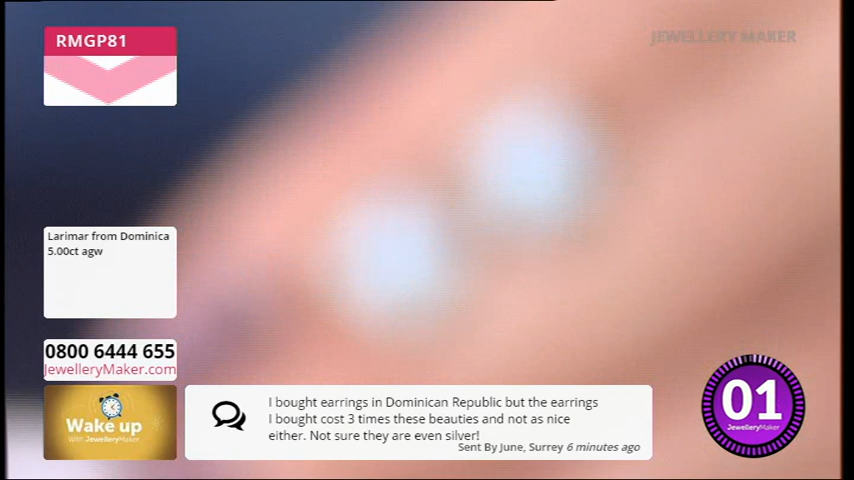 RMGP81
JEWELLERY MAKER
Larimar from Dominica
5.00ct agw
0800 6444 655
JewelleryMaker.com
Wake up
With JewelleryMaker
I bought earrings in Dominican Republic but the earrings
I bought cost 3 times these beauties and not as nice
either. Not sure they are even silver!
Sent By June, Surrey 6 minutes ago
01
JewelleryMaker